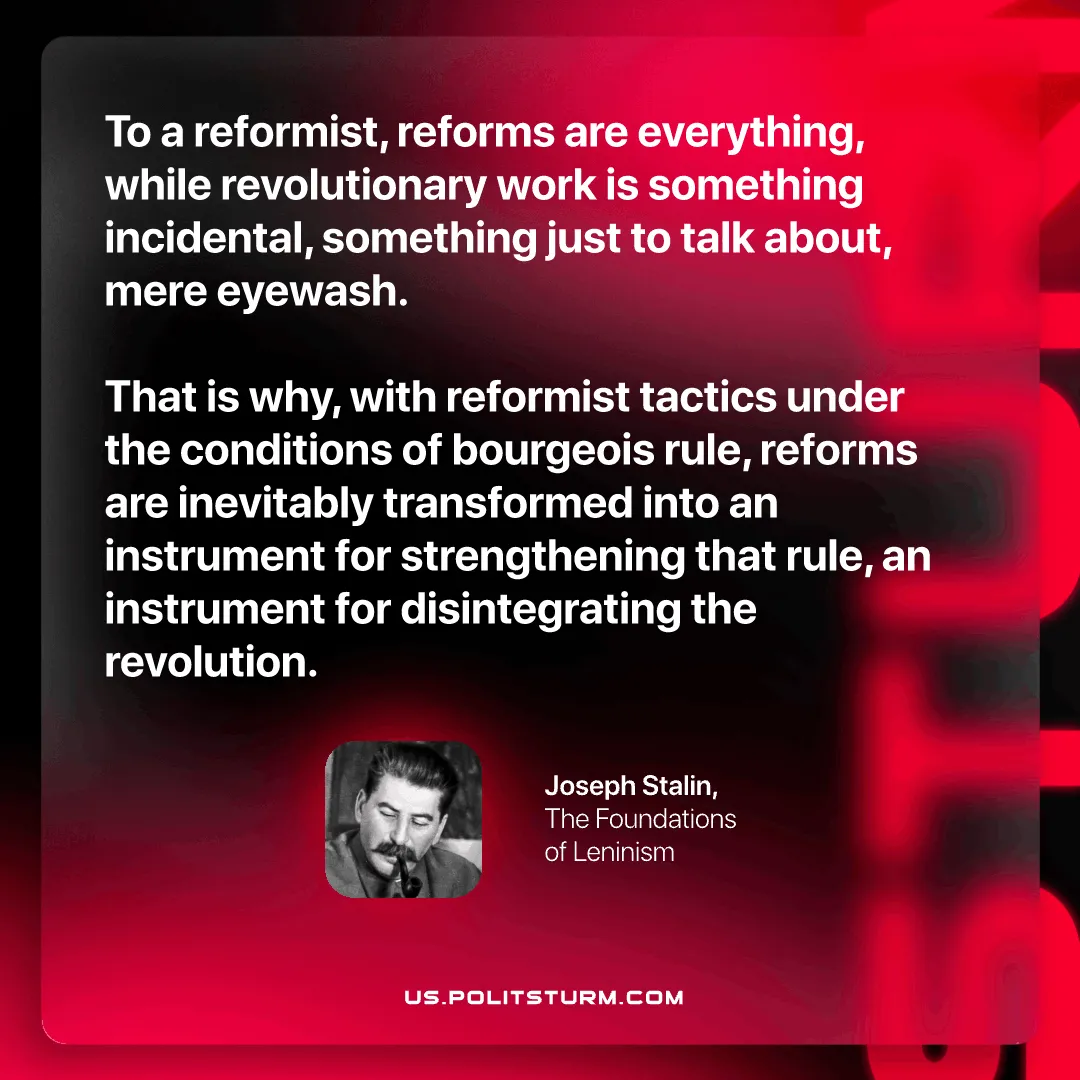 To a reformist, reforms are everything,
while revolutionary work is something
incidental, something just to talk about,
mere eyewash.
That is why, with reformist tactics under
the conditions of bourgeois rule, reforms
are inevitably transformed into an
instrument for strengthening that rule, an
instrument for disintegrating the
revolution.
Joseph Stalin,
The Foundations
of Leninism
US.POLITSTURM.COM